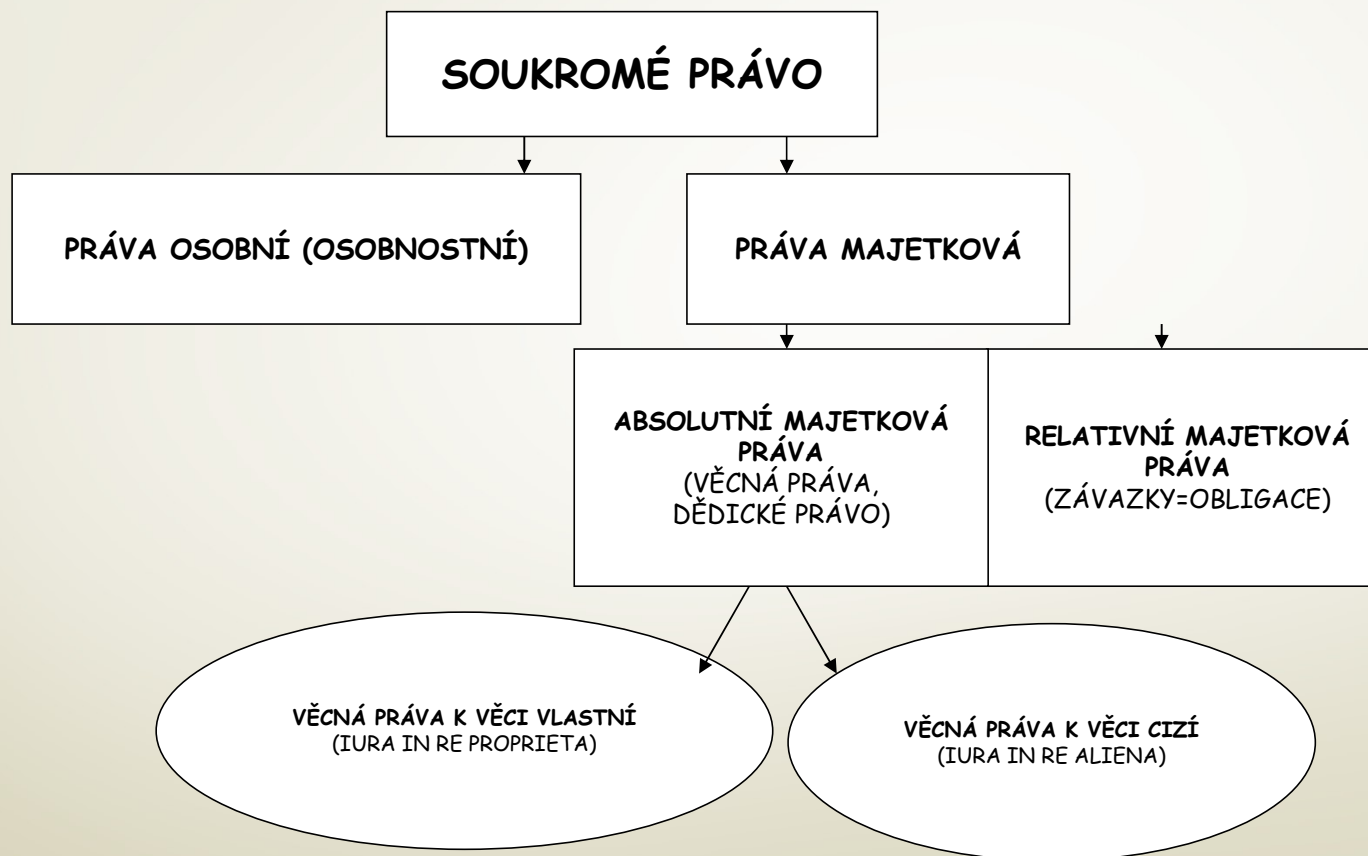 SOUKROMÉ PRÁVO
PRÁVA OSOBNÍ (OSOBNOSTNÍ)
PRÁVA MAJETKOVÁ
ABSOLUTNÍ MAJETKOVÁ
PRÁVA
(VĚCNÁ PRÁVA,
DĚDICKÉ PRÁVO)
RELATIVNÍ MAJETKOVÁ
PRÁVA
(ZÁVAZKY=OBLIGACE)
VĚCNÁ PRÁVA K VĚCI VLASTNÍ
(IURA IN RE PROPRIETA)
VĚCNÁ PRÁVA K VĚCI CIZÍ
(IURA IN RE ALIENA)